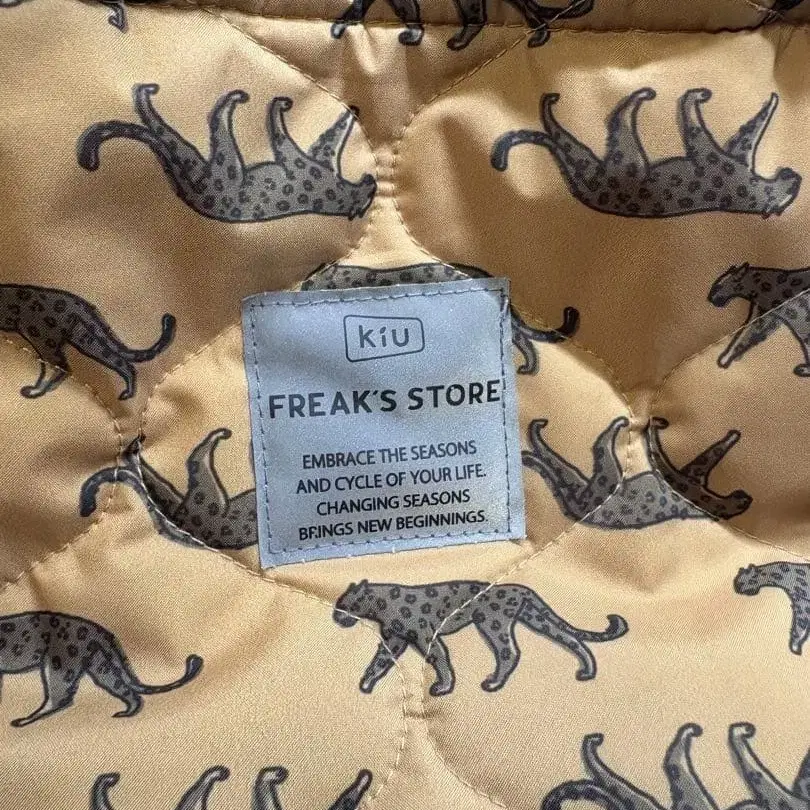 kiU
FREAK'S STORE
EMBRACE THE SEASONS
AND CYCLE OF YOUR LIFE.
CHANGING SEASONS
BRINGS NEW BEGINNINGS.